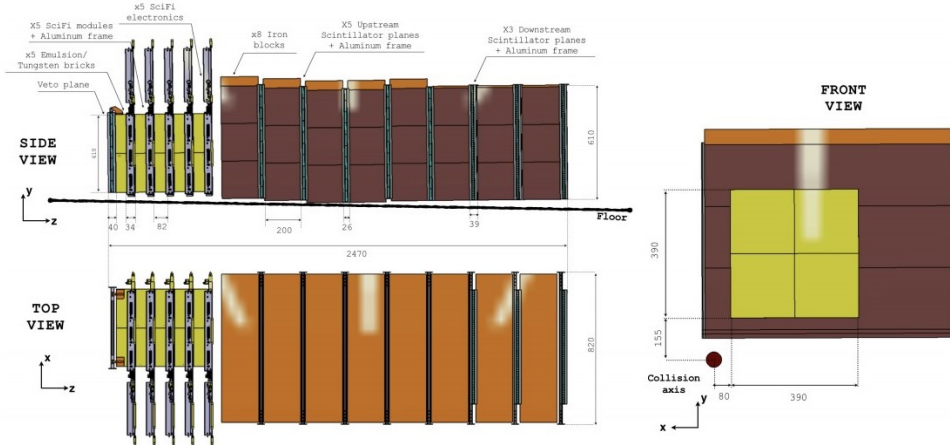 x5 SciFi
electronics
x5 SciFi modules
+ Aluminum frame
x5 Emulsion/
Tungsten bricks
Veto plane
x8 Iron
blocks
X5 Upstream
Scintillator planes
+ Aluminum frame
X3 Downstream
Scintillator planes
+ Aluminum frame
SIDE
VIEW
y
z
410
610
Floor
40
34
82
200
26
39
2470
TOP
VIEW
x
z
820
FRONT
VIEW
390
155
Collision
axis
80
390
y
x